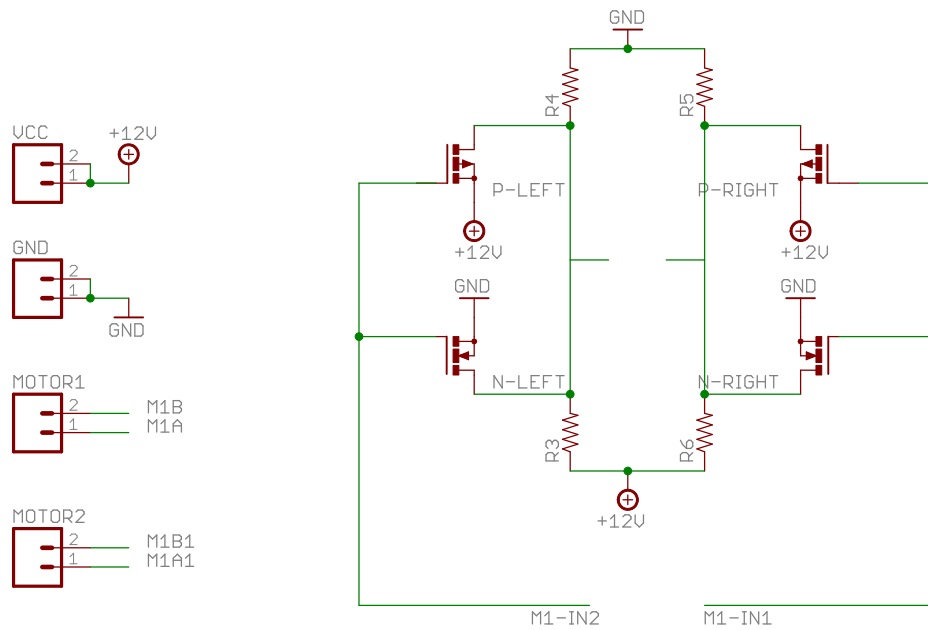 GND
R4
R5
VCC
+12V
2
1
P-LEFT
P-RIGHT
+12V
+12V
GND
2
1
GND
GND
GND
MOTOR1
2
1
M1B
M1A
N-LEFT
N-RIGHT
R3
R6
+12V
MOTOR2
2
1
M1B1
M1A1
M1-IN2
M1-IN1